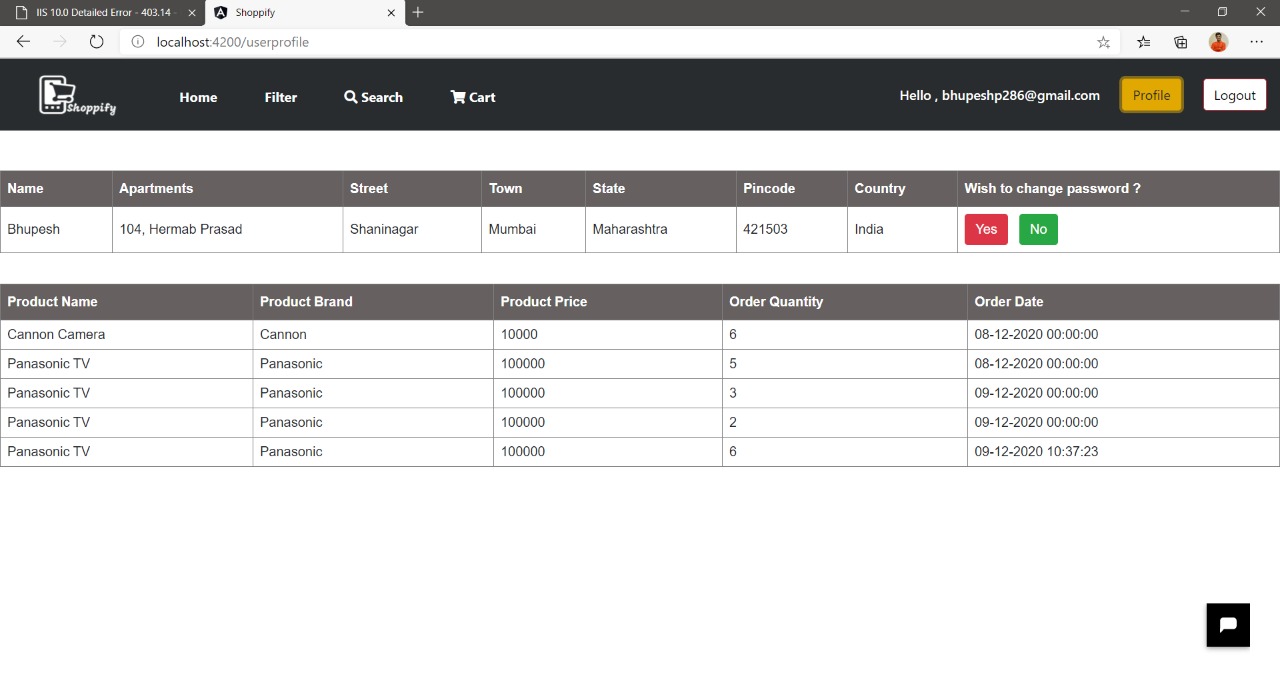 IIS 10.0 Detailed Error - 403.14 -
Shoppify
localhost:4200/userprofile
Shoppify
Home
Filter
Search
Cart
Hello , bhupeshp286@gmail.com
Profile
Logout
Name Apartments Street Town State Pincode Country Wish to change password ?
Bhupesh 104, Hermab Prasad Shaninagar Mumbai Maharashtra 421503 India Yes No
Product Name Product Brand Product Price Order Quantity Order Date
Cannon Camera Cannon 10000 6 08-12-2020 00:00:00
Panasonic TV Panasonic 100000 5 08-12-2020 00:00:00
Panasonic TV Panasonic 100000 3 09-12-2020 00:00:00
Panasonic TV Panasonic 100000 2 09-12-2020 00:00:00
Panasonic TV Panasonic 100000 6 09-12-2020 10:37:23